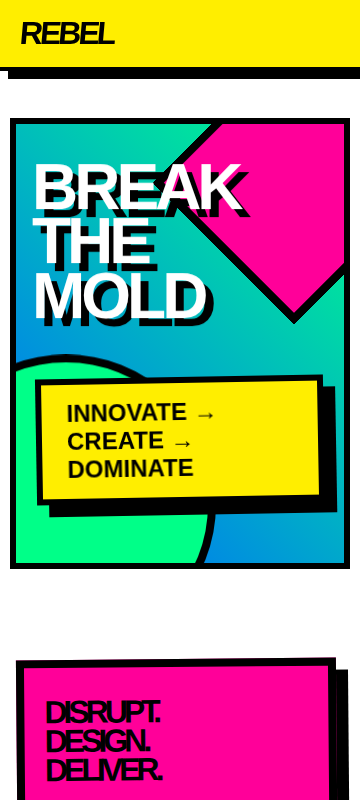 REBEL
BREAK
THE
MOLD
INNOVATE →
CREATE →
DOMINATE
DISRUPT.
DESIGN.
DELIVER.